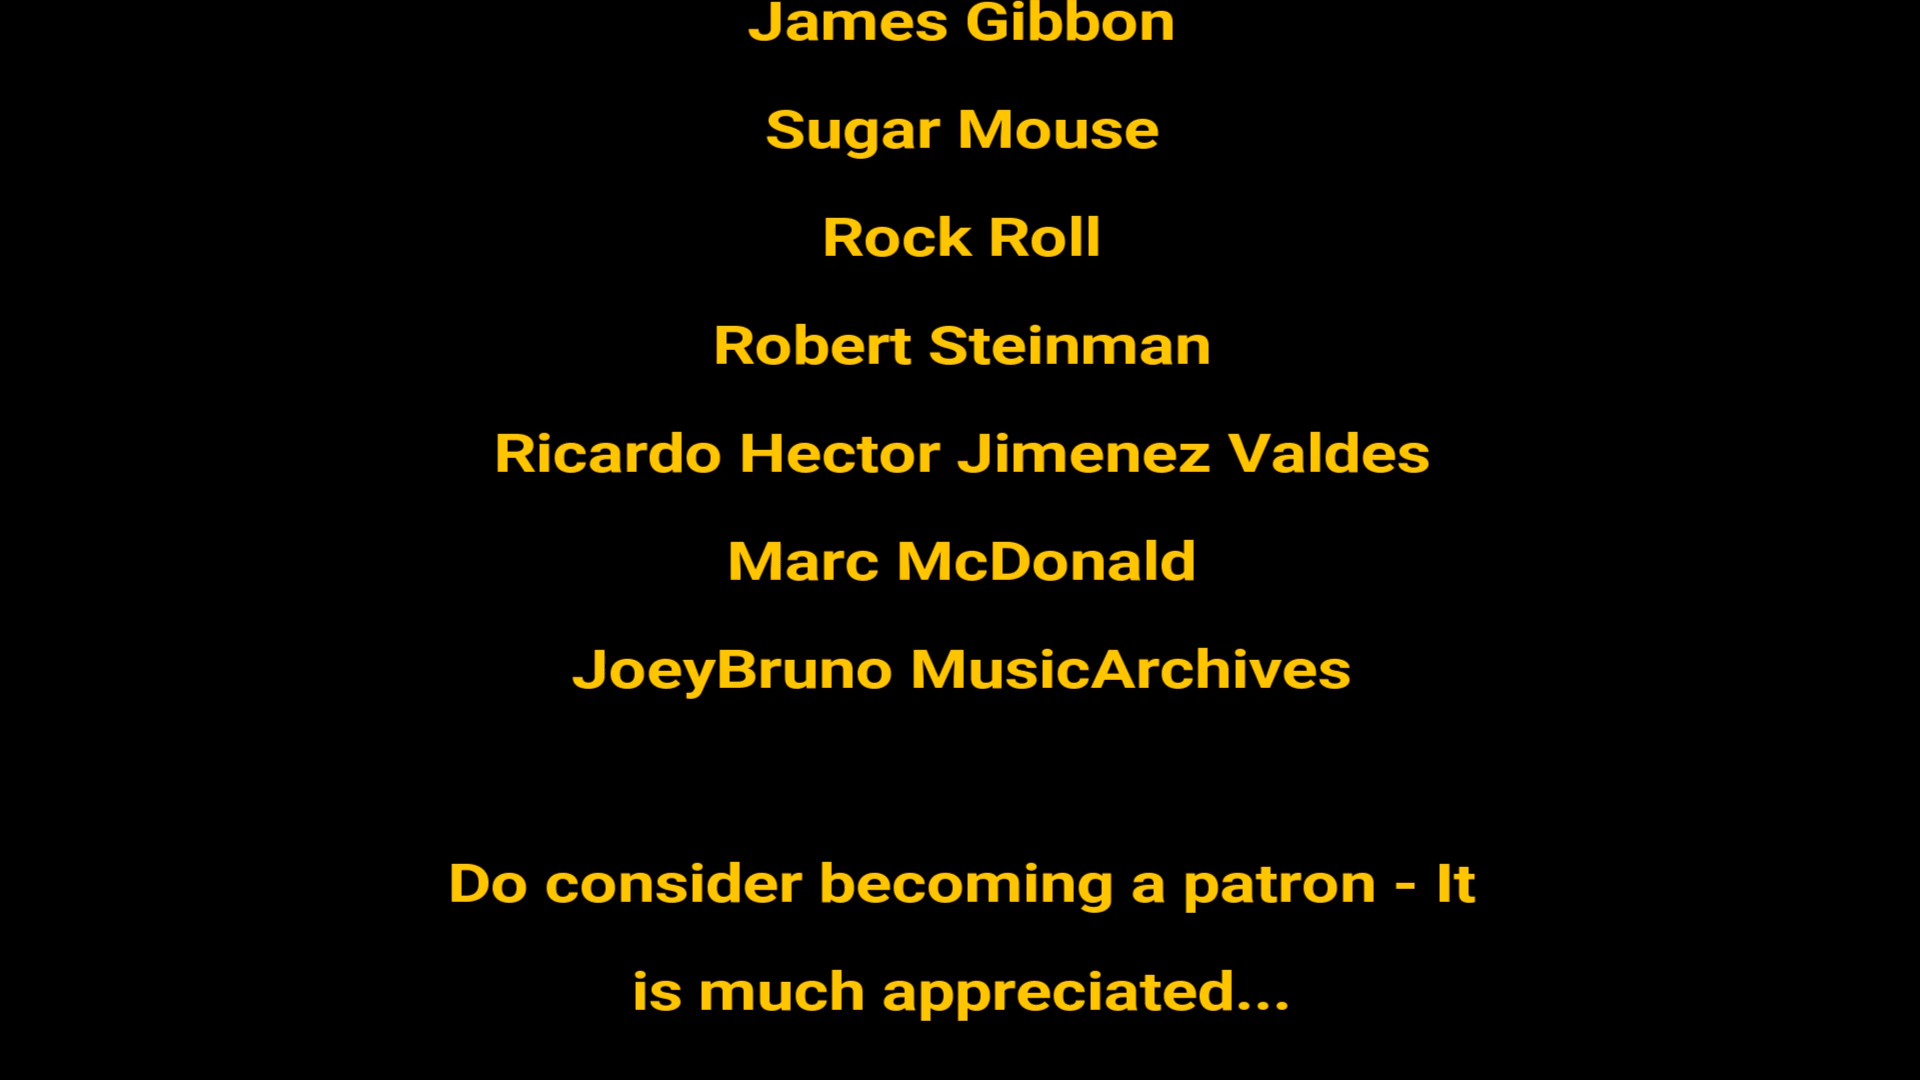 James Gibbon
Sugar Mouse
Rock Roll
Robert Steinman
Ricardo Hector Jimenez Valdes
Marc McDonald
JoeyBruno MusicArchives
Do consider becoming a patron - It
is much appreciated...